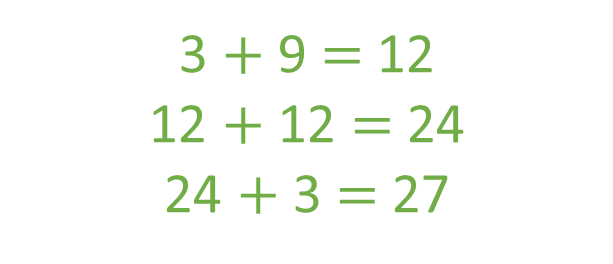 3 + 9 = 12
12 + 12 = 24
24 + 3 = 27